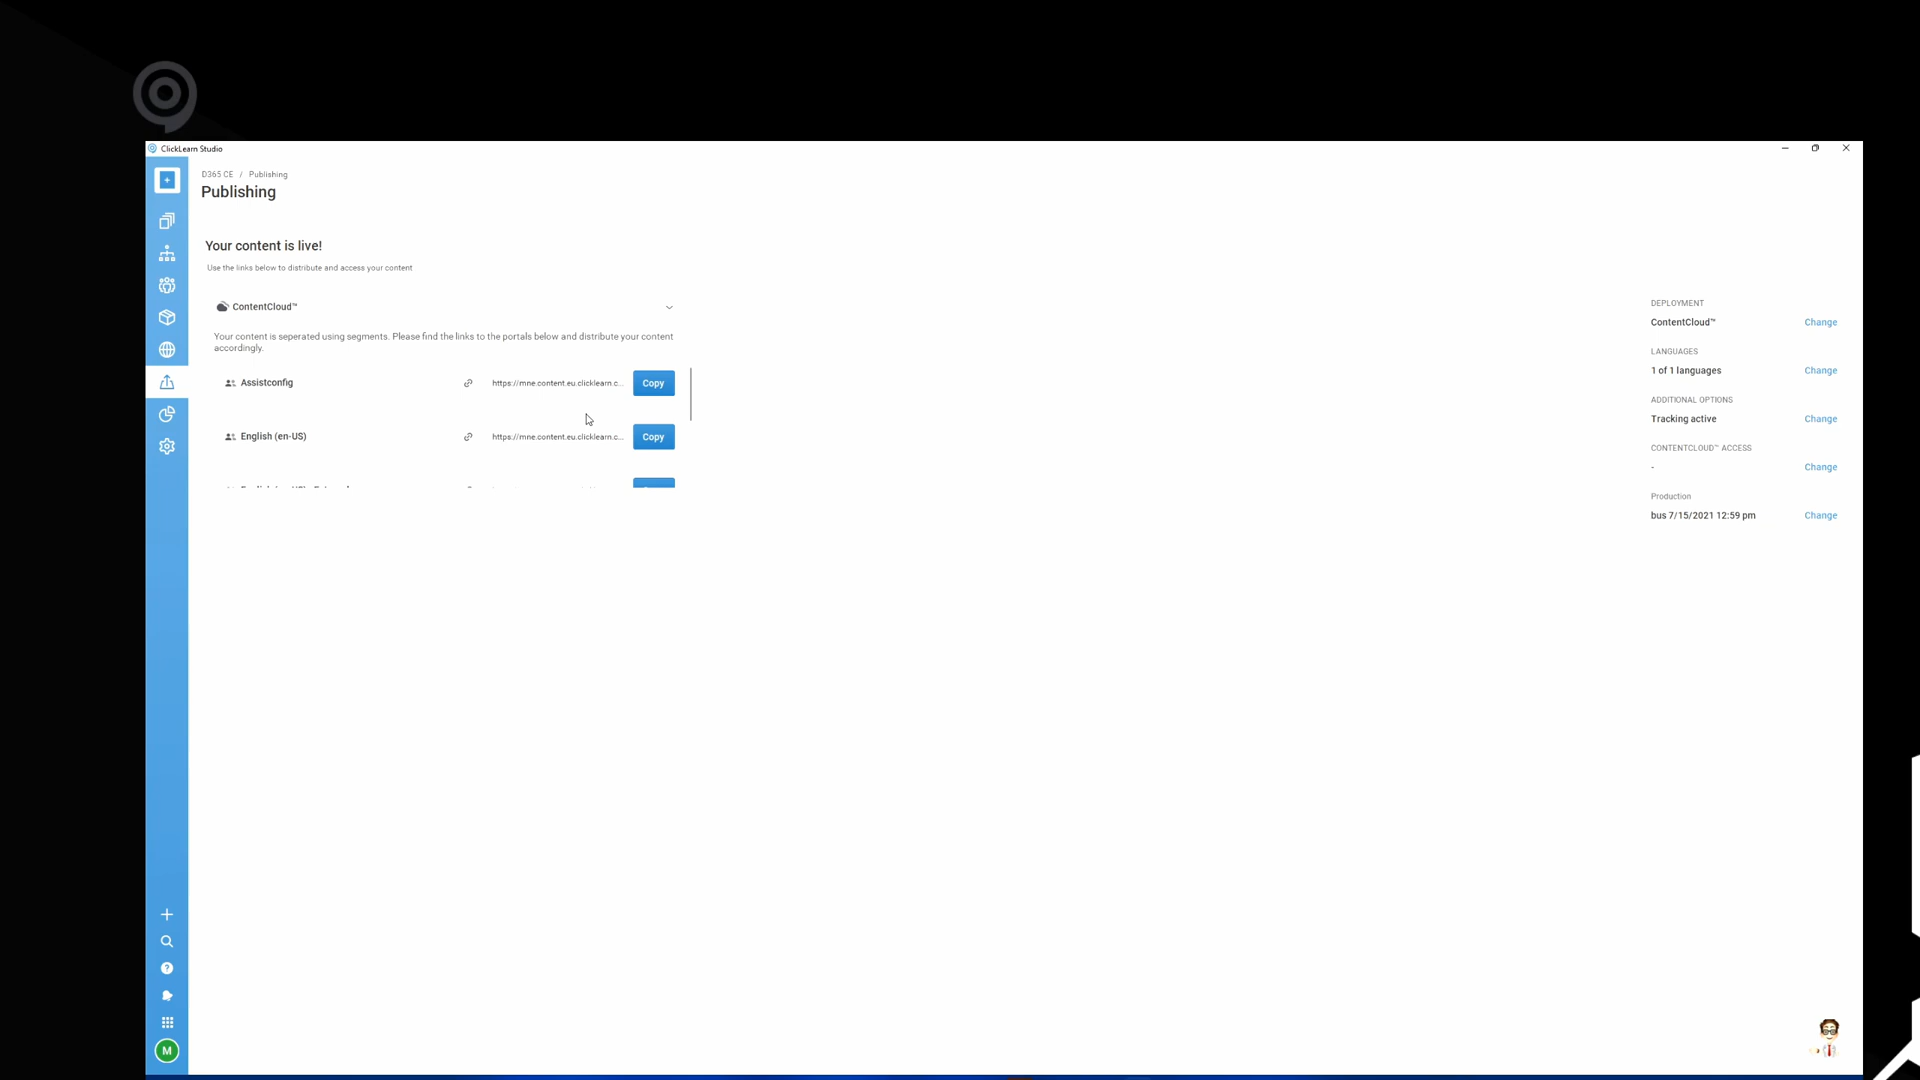 ClickLearn Studio
D365 CE / Publishing
Publishing
Your content is live!
Use the links below to distribute and access your content
ContentCloud™
Your content is seperated using segments. Please find the links to the portals below and distribute your content
accordingly.
Assistconfig https://mne.content.eu.clicklearn.c... Copy
English (en-US) https://mne.content.eu.clicklearn.c... Copy
DEPLOYMENT
ContentCloud™ Change
LANGUAGES
1 of 1 languages Change
ADDITIONAL OPTIONS
Tracking active Change
CONTENTCLOUD™ ACCESS
- Change
Production
bus 7/15/2021 12:59 pm Change
M